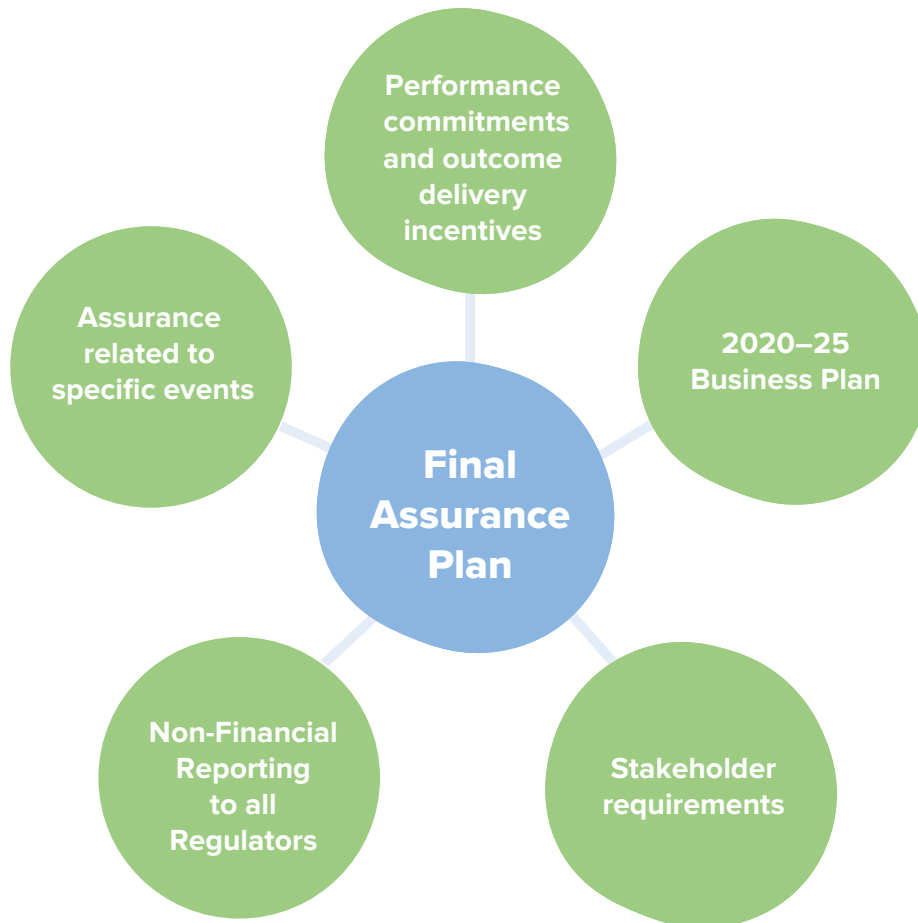 Performance
commitments
and outcome
delivery
incentives
Assurance
related to
specific events
2020–25
Business Plan
Final
Assurance
Plan
Non-Financial
Reporting
to all
Regulators
Stakeholder
requirements